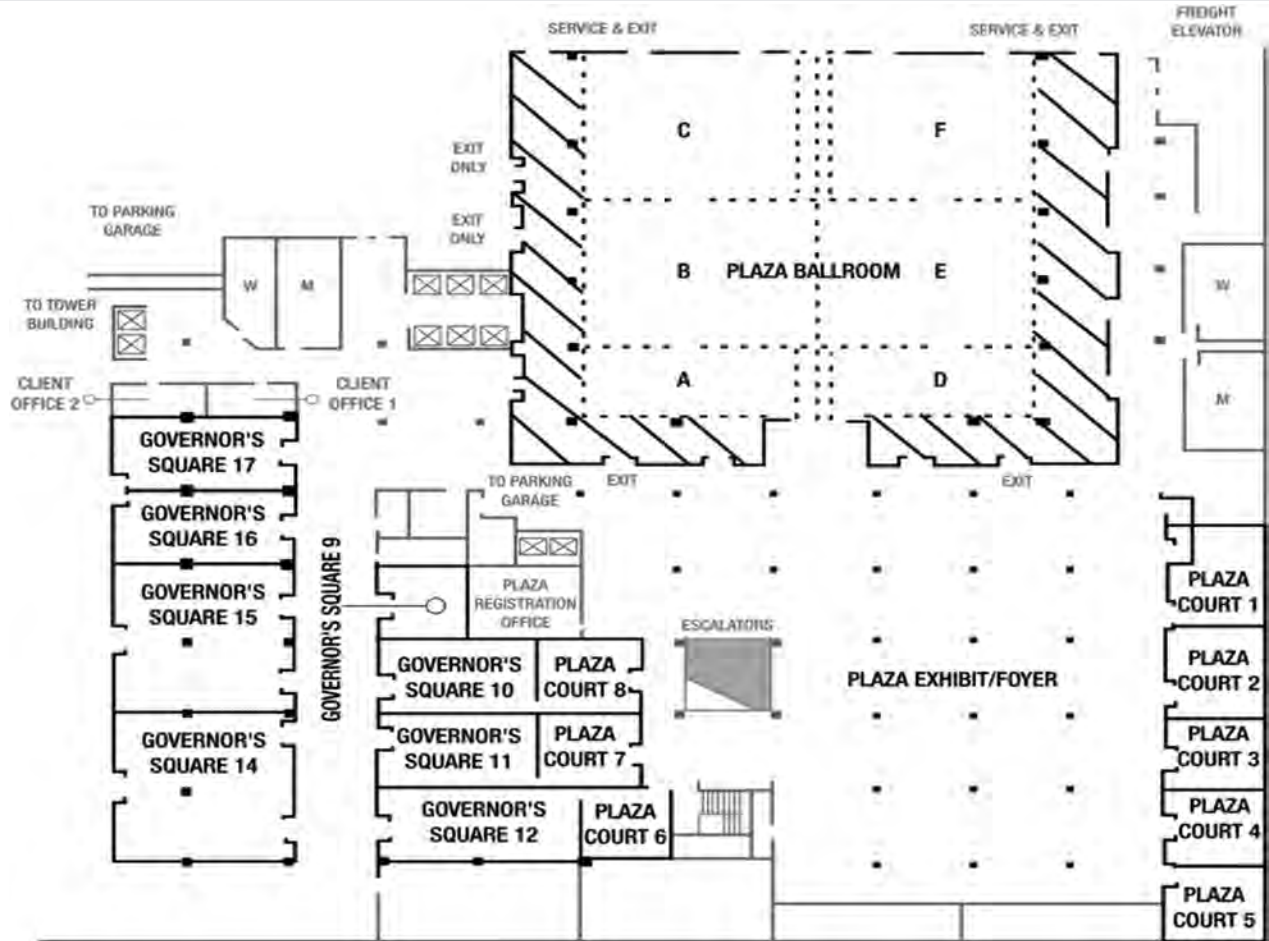 FREIGHT
ELEVATOR
SERVICE & EXIT
SERVICE & EXIT
C
F
EXIT
ONLY
TO PARKING
GARAGE
EXIT
ONLY
W
M
B
PLAZA BALLROOM
E
W
TO TOWER
BUILDING
CLIENT
OFFICE 2
CLIENT
OFFICE 1
A
D
M
GOVERNOR'S
SQUARE 17
EXIT
EXIT
TO PARKING
GARAGE
GOVERNOR'S
SQUARE 16
GOVERNOR'S SQUARE 9
GOVERNOR'S
SQUARE 15
PLAZA
REGISTRATION
OFFICE
PLAZA
COURT 1
ESCALATORS
GOVERNOR'S
SQUARE 10
PLAZA
COURT 8
PLAZA EXHIBIT/FOYER
PLAZA
COURT 2
GOVERNOR'S
SQUARE 14
GOVERNOR'S
SQUARE 11
PLAZA
COURT 7
PLAZA
COURT 3
GOVERNOR'S
SQUARE 12
PLAZA
COURT 6
PLAZA
COURT 4
PLAZA
COURT 5